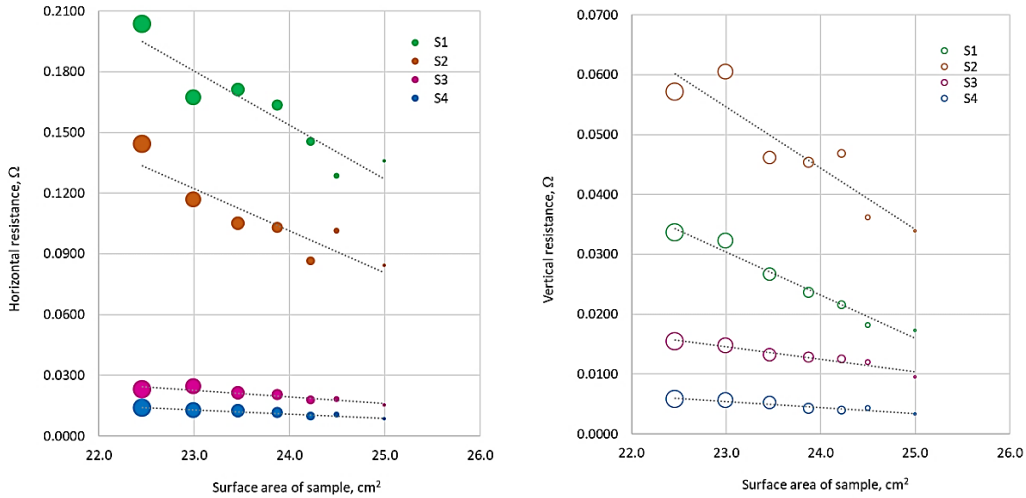 0.2100
0.1800
0.1500
0.1200
0.0900
0.0600
0.0300
0.0000
22.0 23.0 24.0 25.0 26.0
Horizontal resistance, Ω
Surface area of sample, cm²
S1
S2
S3
S4
0.0700
0.0600
0.0500
0.0400
0.0300
0.0200
0.0100
0.0000
22.0 23.0 24.0 25.0 26.0
Vertical resistance, Ω
Surface area of sample, cm²
S1
S2
S3
S4